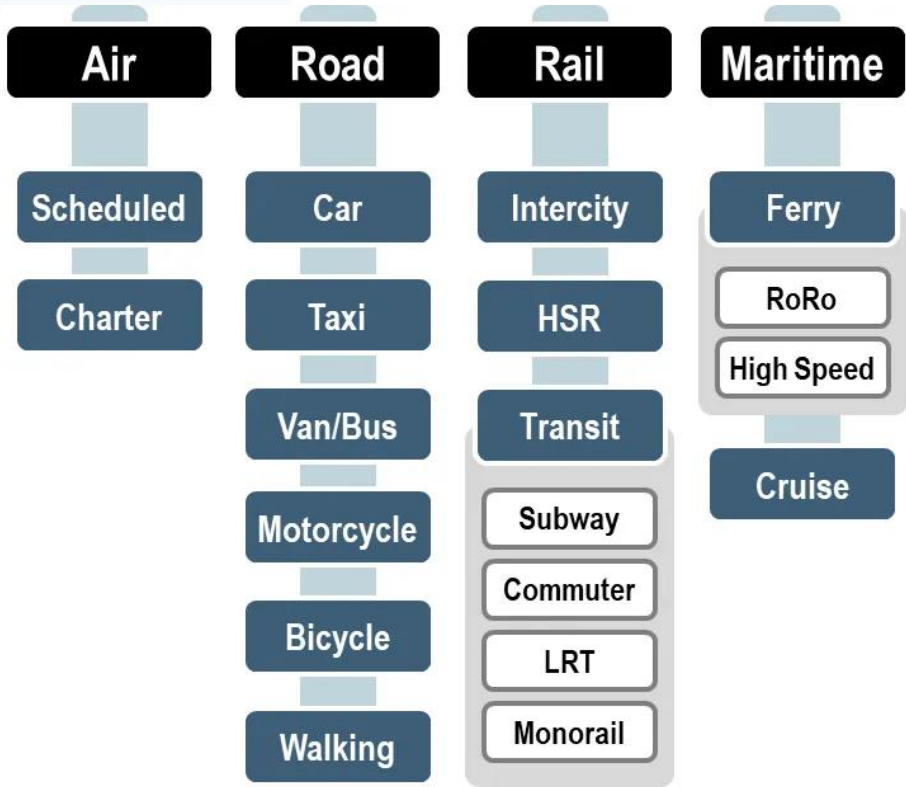 Air
Scheduled
Charter
Road
Car
Taxi
Van/Bus
Motorcycle
Bicycle
Walking
Rail
Intercity
HSR
Transit
Subway
Commuter
LRT
Monorail
Maritime
Ferry
RoRo
High Speed
Cruise